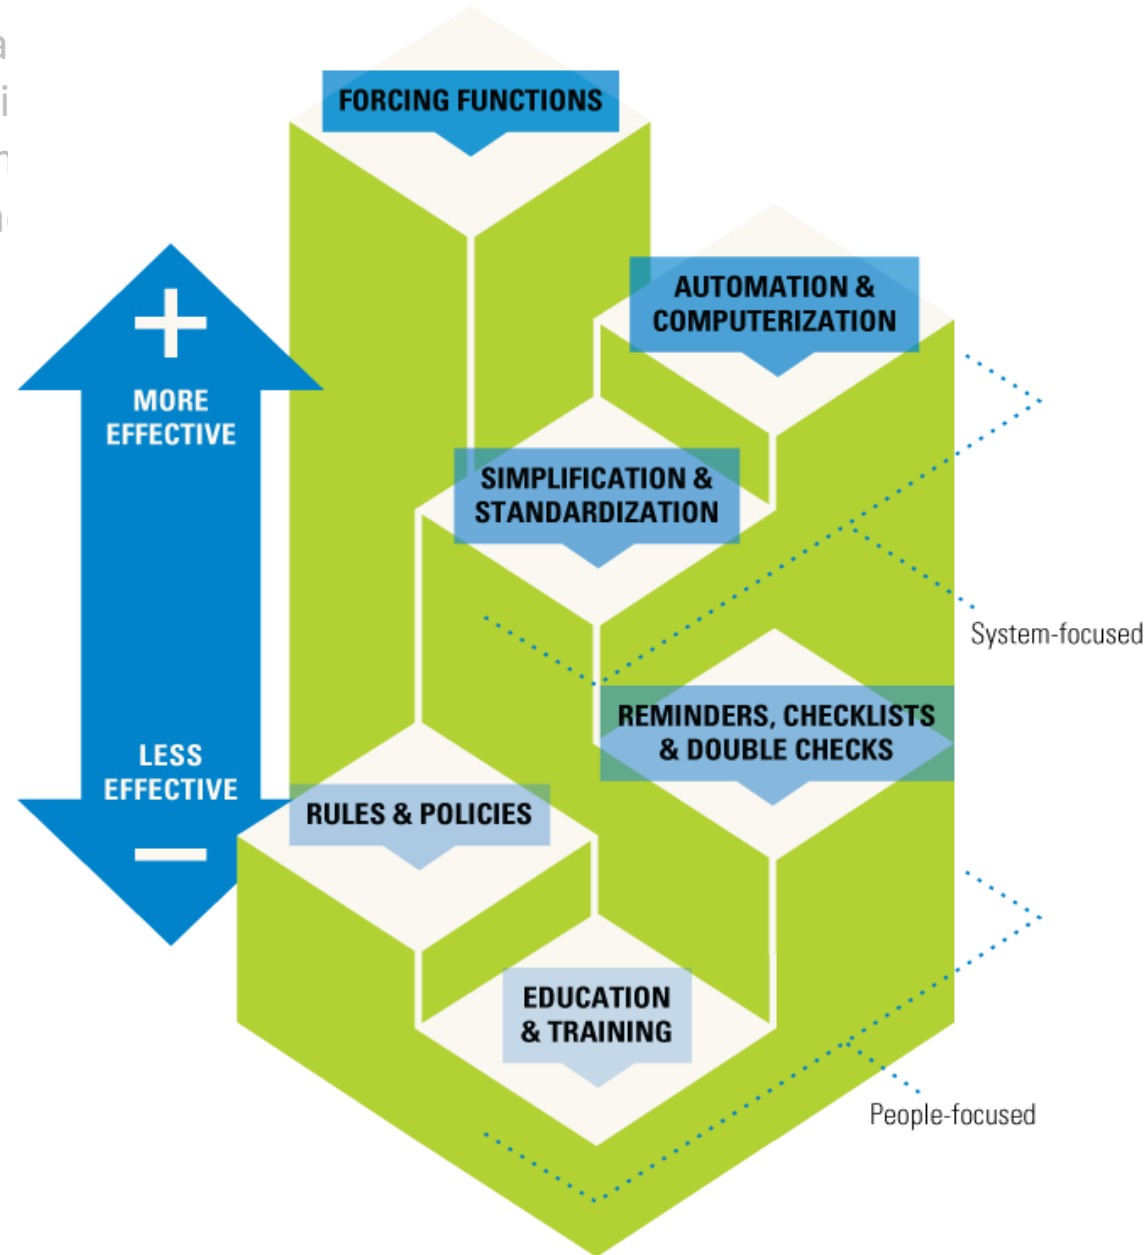 FORCING FUNCTIONS
AUTOMATION &
COMPUTERIZATION
+
MORE
EFFECTIVE
SIMPLIFICATION &
STANDARDIZATION
System-focused
REMINDERS, CHECKLISTS
& DOUBLE CHECKS
LESS
EFFECTIVE
–
RULES & POLICIES
EDUCATION
& TRAINING
People-focused